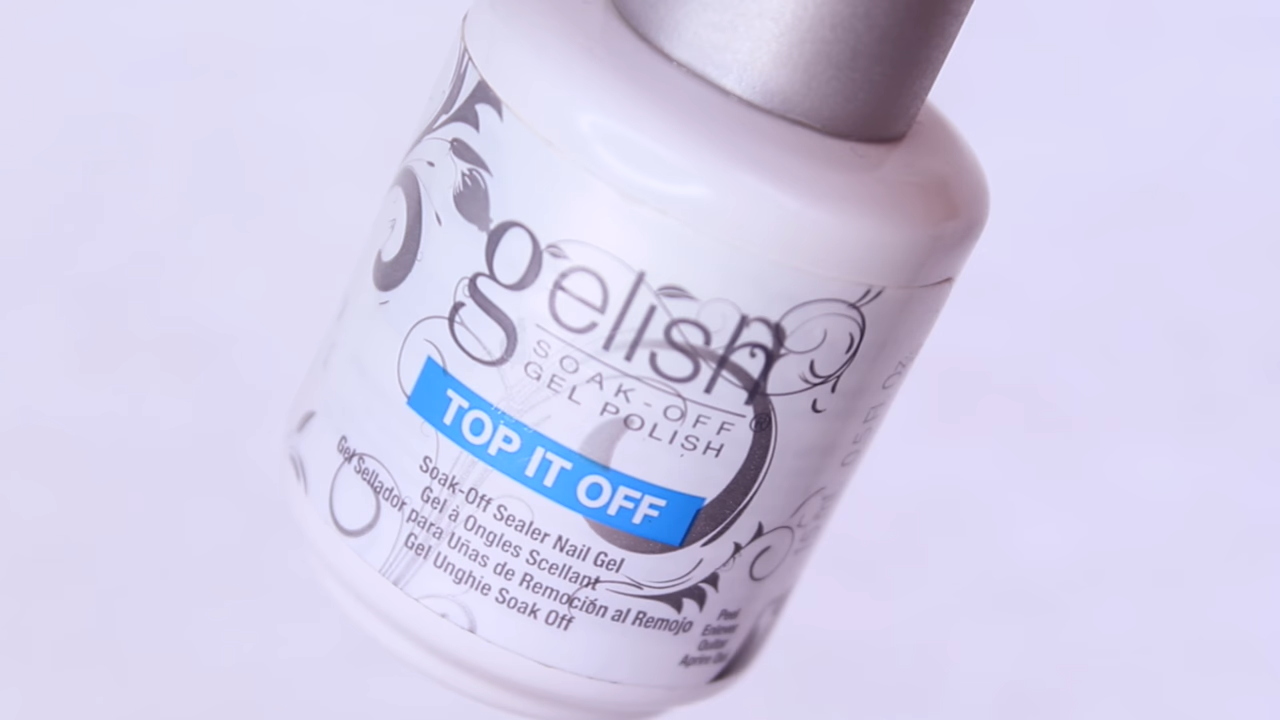 gelish
SOAK-OFF
GEL POLISH®
TOP IT OFF
Soak-Off Sealer Nail Gel
Gel à Ongles Scellant
Gel Sellador para Uñas de Remoción al Remojo
Gel Unghie Soak Off
Peel